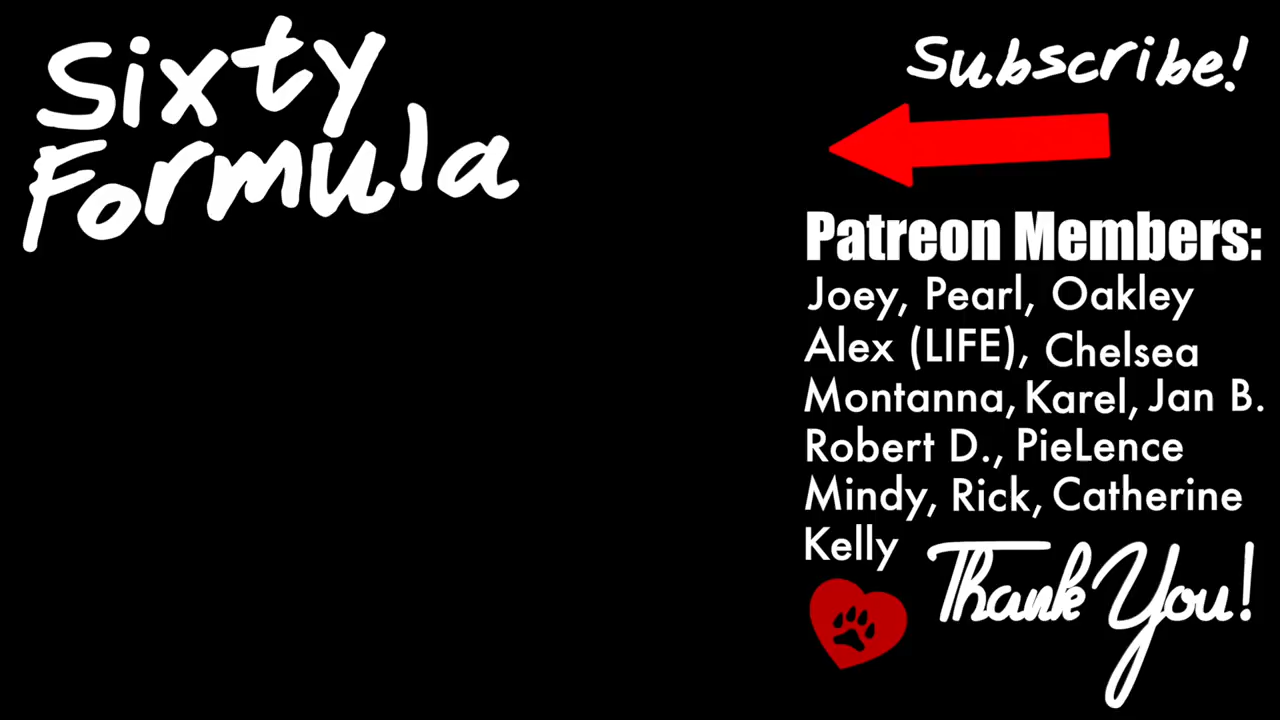 Sixty
Formula
Subscribe!
Patreon Members:
Joey, Pearl, Oakley
Alex (LIFE), Chelsea
Montanna, Karel, Jan B.
Robert D., PieLence
Mindy, Rick, Catherine
Kelly
Thank You!